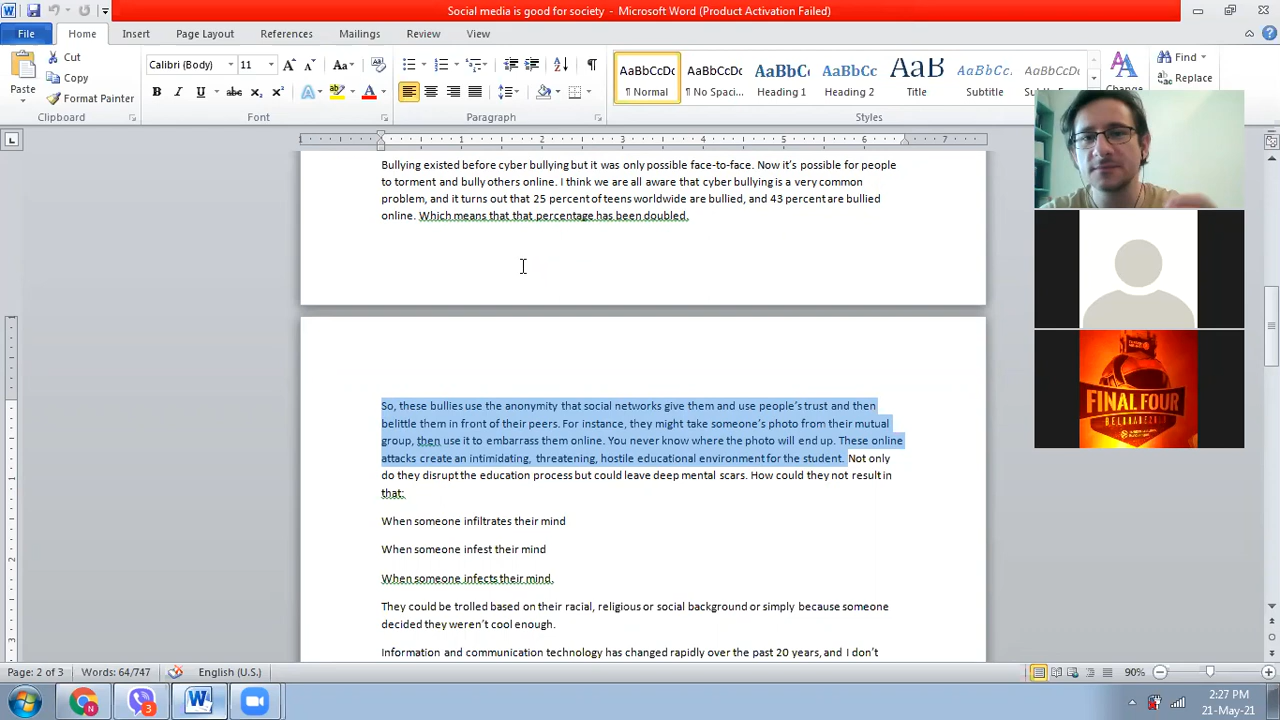 Social media is good for society - Microsoft Word (Product Activation Failed)
File Home Insert Page Layout References Mailings Review View
Cut
Calibri (Body) 11
Find
Copy
Replace
Paste
Format Painter
AaBbCcDc AaBbCcDc AaBbCc AaBbCc AaB AaBbCc. AaBbCcDc
¶ Normal ¶ No Spaci... Heading 1 Heading 2 Title Subtitle Subtle Em...
Clipboard Font Paragraph Styles
Bullying existed before cyber bullying but it was only possible face-to-face. Now it's possible for people
to torment and bully others online. I think we are all aware that cyber bullying is a very common
problem, and it turns out that 25 percent of teens worldwide are bullied, and 43 percent are bullied
online. Which means that that percentage has been doubled.
So, these bullies use the anonymity that social networks give them and use people's trust and then
belittle them in front of their peers. For instance, they might take someone's photo from their mutual
group, then use it to embarrass them online. You never know where the photo will end up. These online
attacks create an intimidating, threatening, hostile educational environment for the student. Not only
do they disrupt the education process but could leave deep mental scars. How could they not result in
that:
When someone infiltrates their mind
When someone infest their mind
When someone infects their mind.
They could be trolled based on their racial, religious or social background or simply because someone
decided they weren't cool enough.
Information and communication technology has changed rapidly over the past 20 years, and I don't
FINAL FOUR
Page: 2 of 3 Words: 64/747 English (U.S.) 90%
2:27 PM
21-May-21